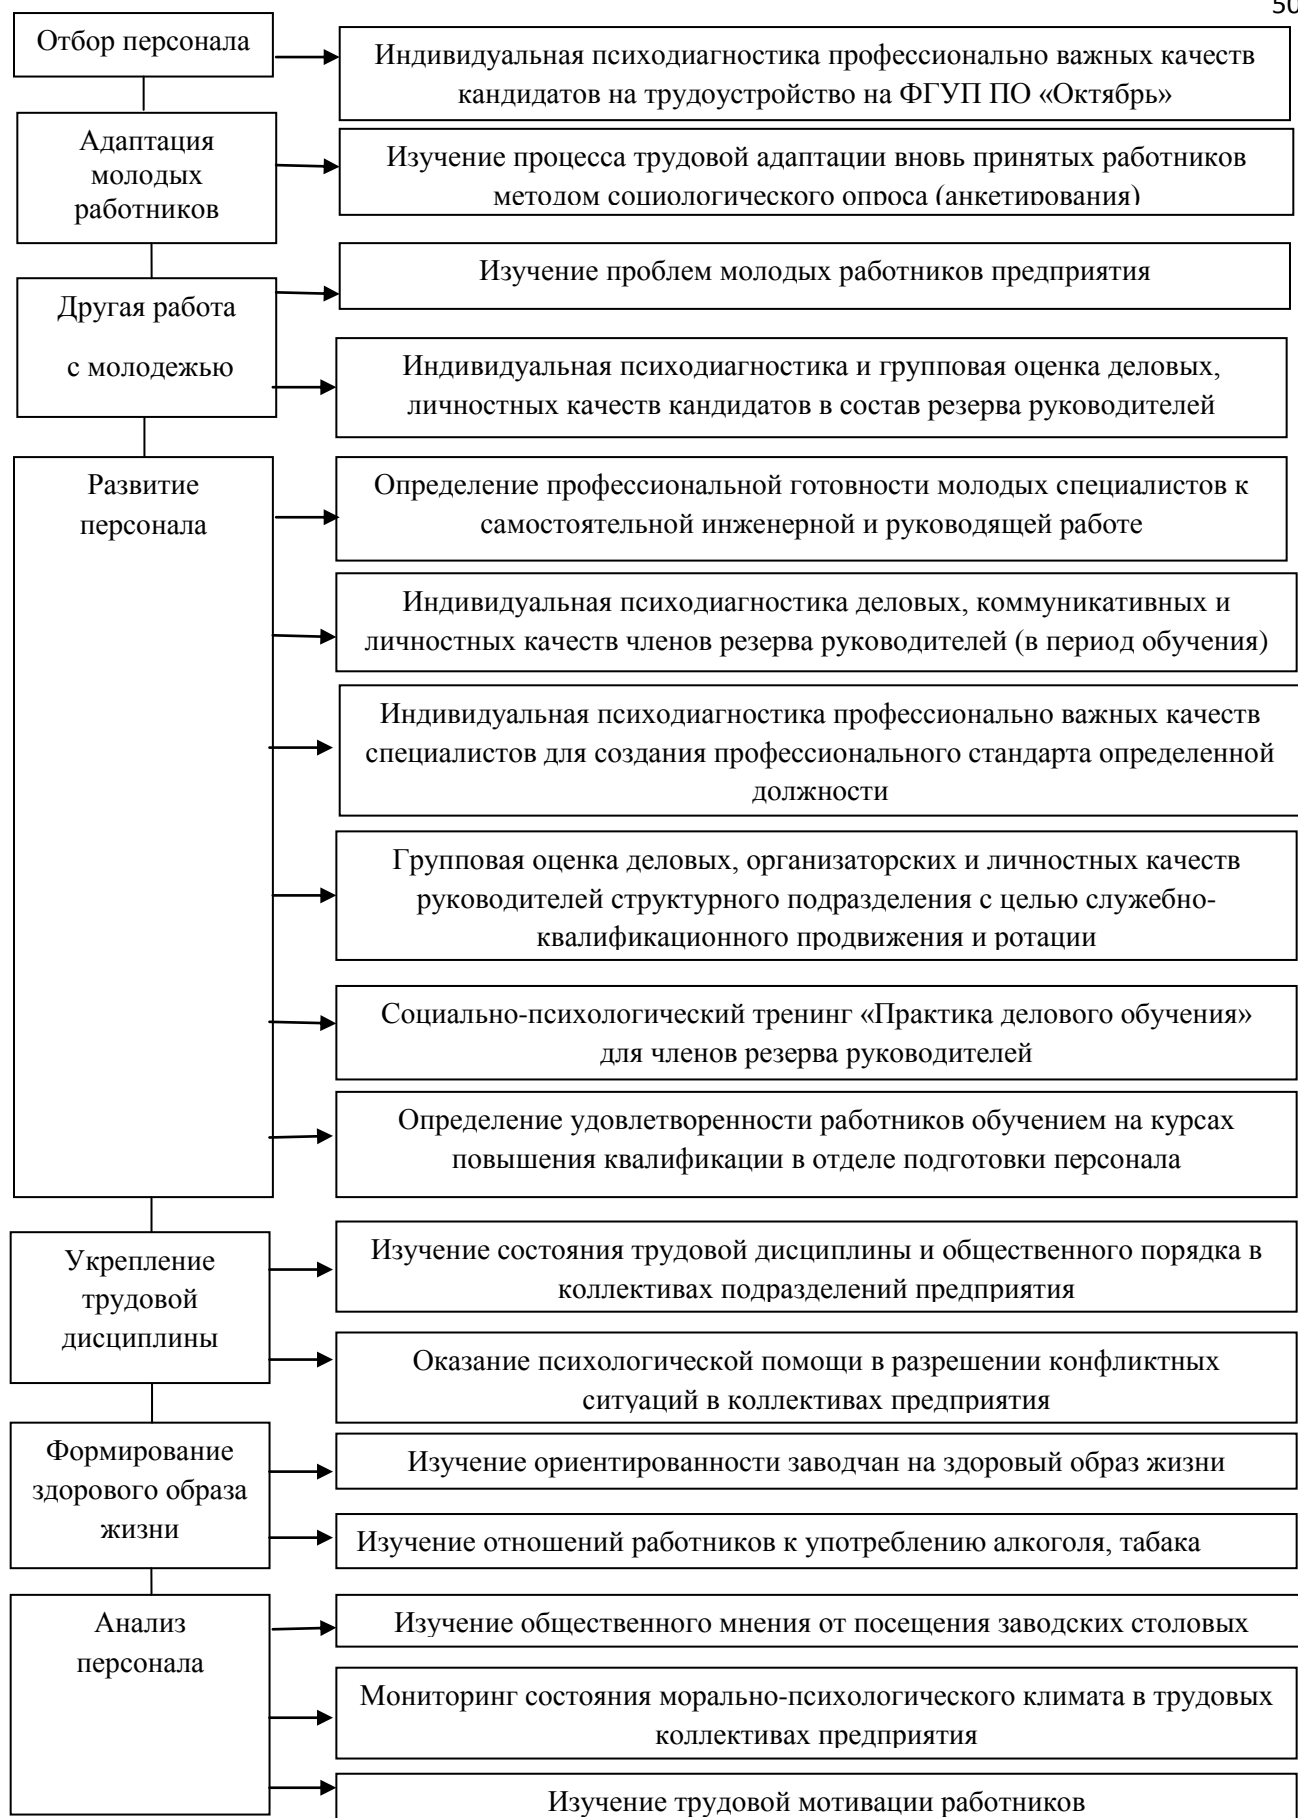 50
Отбор персонала
Индивидуальная психодиагностика профессионально важных качеств
кандидатов на трудоустройство на ФГУП ПО «Октябрь»
Адаптация
молодых
работников
Изучение процесса трудовой адаптации вновь принятых работников
методом социологического опроса (анкетирования)
Другая работа
с молодежью
Изучение проблем молодых работников предприятия
Индивидуальная психодиагностика и групповая оценка деловых,
личностных качеств кандидатов в состав резерва руководителей
Развитие
персонала
Определение профессиональной готовности молодых специалистов к
самостоятельной инженерной и руководящей работе
Индивидуальная психодиагностика деловых, коммуникативных и
личностных качеств членов резерва руководителей (в период обучения)
Индивидуальная психодиагностика профессионально важных качеств
специалистов для создания профессионального стандарта определенной
должности
Групповая оценка деловых, организаторских и личностных качеств
руководителей структурного подразделения с целью служебно-
квалификационного продвижения и ротации
Социально-психологический тренинг «Практика делового обучения»
для членов резерва руководителей
Определение удовлетворенности работников обучением на курсах
повышения квалификации в отделе подготовки персонала
Укрепление
трудовой
дисциплины
Изучение состояния трудовой дисциплины и общественного порядка в
коллективах подразделений предприятия
Оказание психологической помощи в разрешении конфликтных
ситуаций в коллективах предприятия
Формирование
здорового образа
жизни
Изучение ориентированности заводчан на здоровый образ жизни
Изучение отношений работников к употреблению алкоголя, табака
Анализ
персонала
Изучение общественного мнения от посещения заводских столовых
Мониторинг состояния морально-психологического климата в трудовых
коллективах предприятия
Изучение трудовой мотивации работников